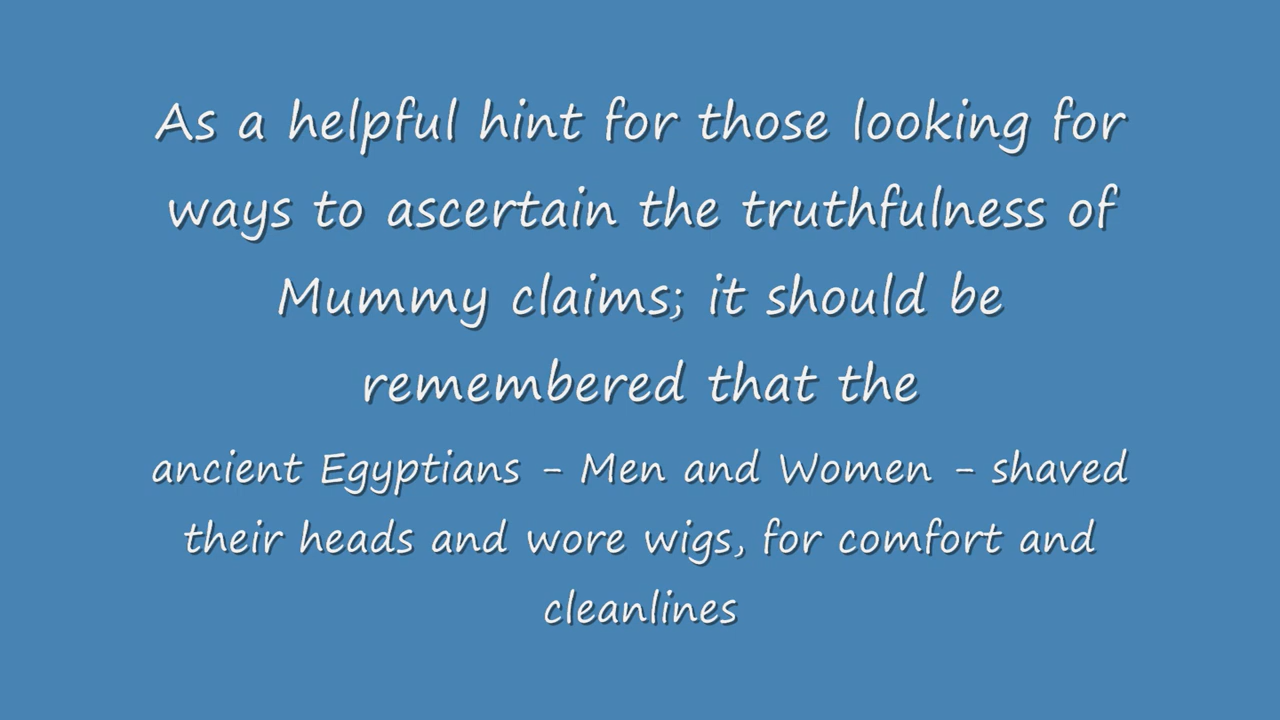 As a helpful hint for those looking for
ways to ascertain the truthfulness of
Mummy claims; it should be
remembered that the
ancient Egyptians - Men and Women - shaved
their heads and wore wigs, for comfort and
cleanlines